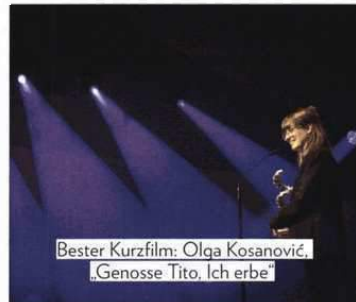 Bester Kurzfilm: Olga Kosanović,
„Genosse Tito, Ich erbe“